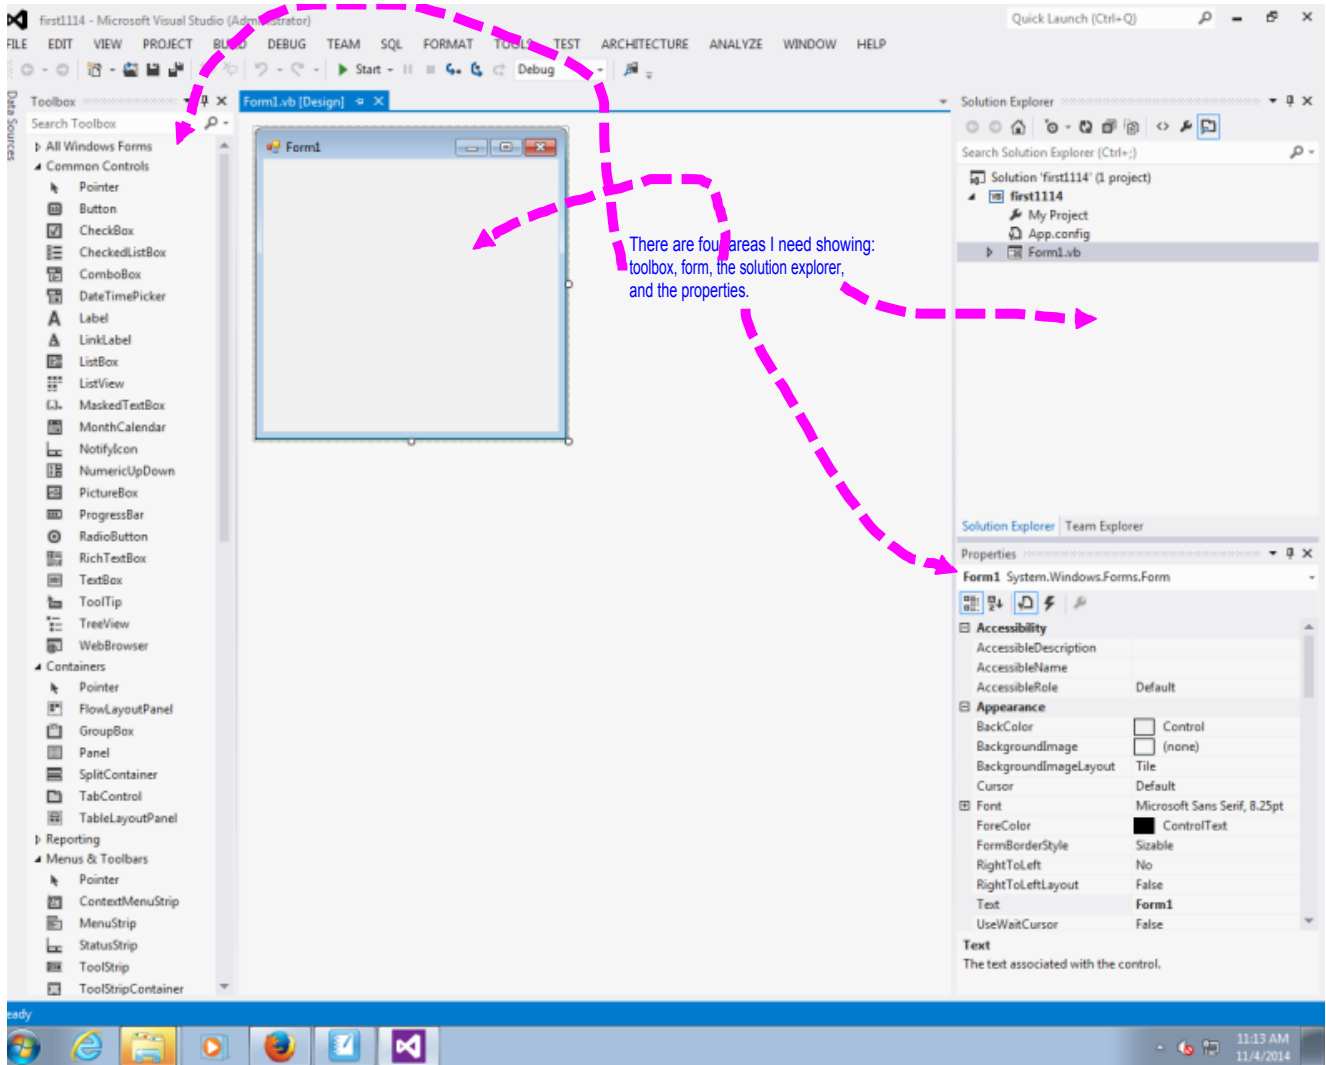 first1114 - Microsoft Visual Studio (Administrator)
Quick Launch (Ctrl+Q)
FILE EDIT VIEW PROJECT BUILD DEBUG TEAM SQL FORMAT TOOLS TEST ARCHITECTURE ANALYZE WINDOW HELP
Start
Debug
Data Sources
Toolbox
Search Toolbox
All Windows Forms
Common Controls
Pointer
Button
CheckBox
CheckedListBox
ComboBox
DateTimePicker
Label
LinkLabel
ListBox
ListView
MaskedTextBox
MonthCalendar
NotifyIcon
NumericUpDown
PictureBox
ProgressBar
RadioButton
RichTextBox
TextBox
ToolTip
TreeView
WebBrowser
Containers
Pointer
FlowLayoutPanel
GroupBox
Panel
SplitContainer
TabControl
TableLayoutPanel
Reporting
Menus & Toolbars
Pointer
ContextMenuStrip
MenuStrip
StatusStrip
ToolStrip
ToolStripContainer
Form1.vb [Design]
Form1
There are four areas I need showing:
toolbox, form, the solution explorer,
and the properties.
Solution Explorer
Search Solution Explorer (Ctrl+;)
Solution 'first1114' (1 project)
first1114
My Project
App.config
Form1.vb
Solution Explorer Team Explorer
Properties
Form1 System.Windows.Forms.Form
Accessibility
AccessibleDescription
AccessibleName
AccessibleRole Default
Appearance
BackColor Control
BackgroundImage (none)
BackgroundImageLayout Tile
Cursor Default
Font Microsoft Sans Serif, 8.25pt
ForeColor ControlText
FormBorderStyle Sizable
RightToLeft No
RightToLeftLayout False
Text Form1
UseWaitCursor False
Text
The text associated with the control.
eady
11:13 AM
11/4/2014